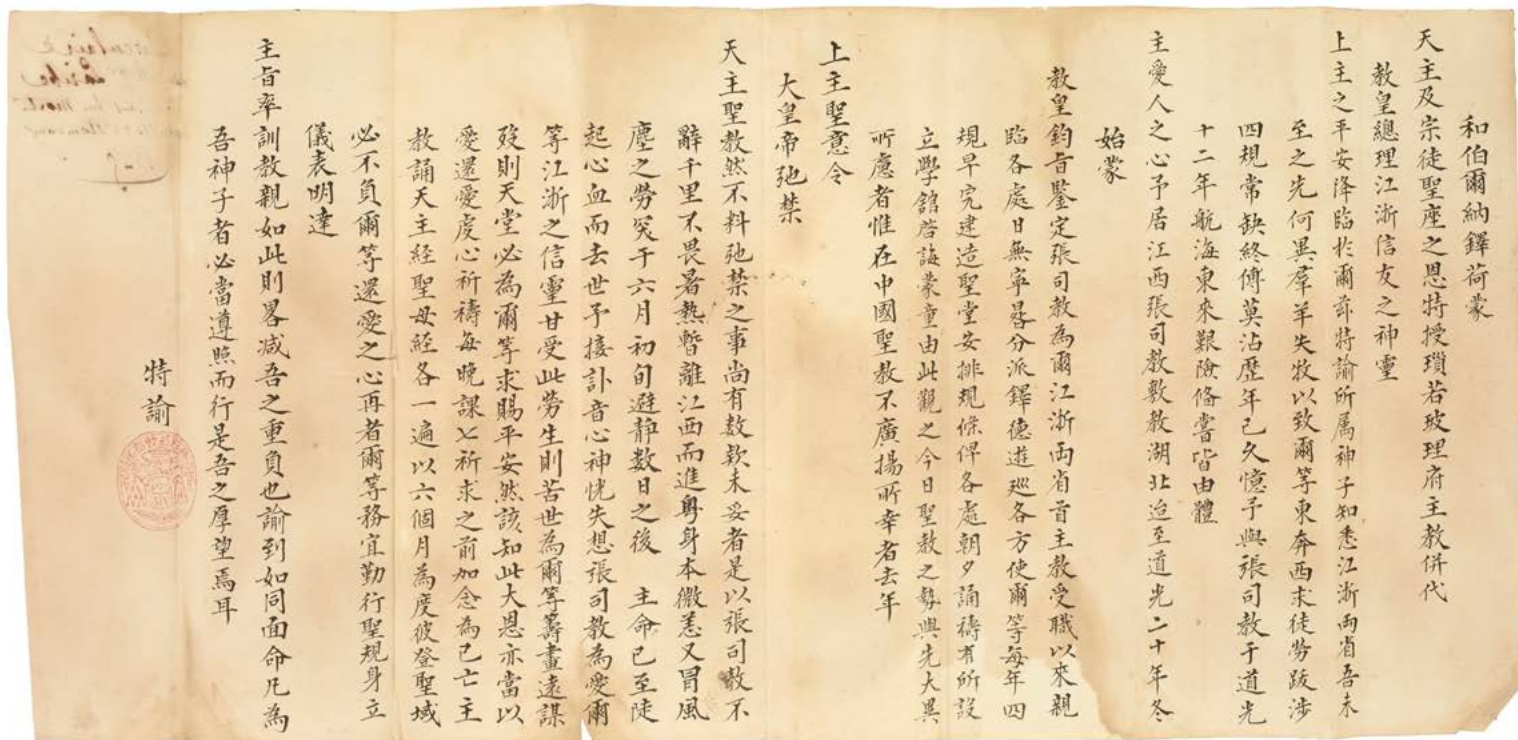 和伯爾納鐸荷蒙
天主及宗徒聖座之恩特授瑣若玻理府主教併代
教皇總理江浙信友之神靈
上主之平安降臨扵爾茲特諭所屬神子知悉江浙兩省吾未
至之先何異羣羊失牧以致爾等東奔西求徒勞跋涉
四規常缺終傅莫沾歷年已久憶予與張司教于道光
十二年航海東來艱險俻嘗皆由體
主愛人之心予居江西張司教敷教湖北迨至道光二十年冬
始蒙
教皇鈞旨鑒定張司教為爾江浙兩省首主教受職以來親
臨各處日無寧晷分派鐸德遊廵各方使爾等每年四
規早完建造聖堂安排規條俾各處朝夕誦禱有所設
立學舘啓誨蒙童由此觀之今日聖教之勢與先大異
所慮者惟在中國聖教不廣揚所幸者去年
上主聖意令
大皇帝弛禁
天主聖教然不料弛禁之事尚有数欵未妥者是以張司教不
辭千里不畏暑熱暫離江西而進粵身本微恙又冒風
塵之勞突于六月初旬避靜数日之後 主命已至陡
起心血而去世予接訃音心神恍失想張司教為愛爾
等江浙之信靈甘受此勞生則苦世為爾等籌畫遠謀
歿則天堂必為爾等求賜平安然該知此大恩亦當以
愛還愛虔心祈禱每晚課七祈求之前加念為已亡主
教誦天主經聖母經各一遍以六個月為度彼登聖域
必不負爾等還愛之心再者爾等務宜勤行聖規身立
儀表明達
主旨率訓教親如此則畧减吾之重負也諭到如同面命凢為
吾神子者必當遵照而行是吾之厚望焉耳
特諭